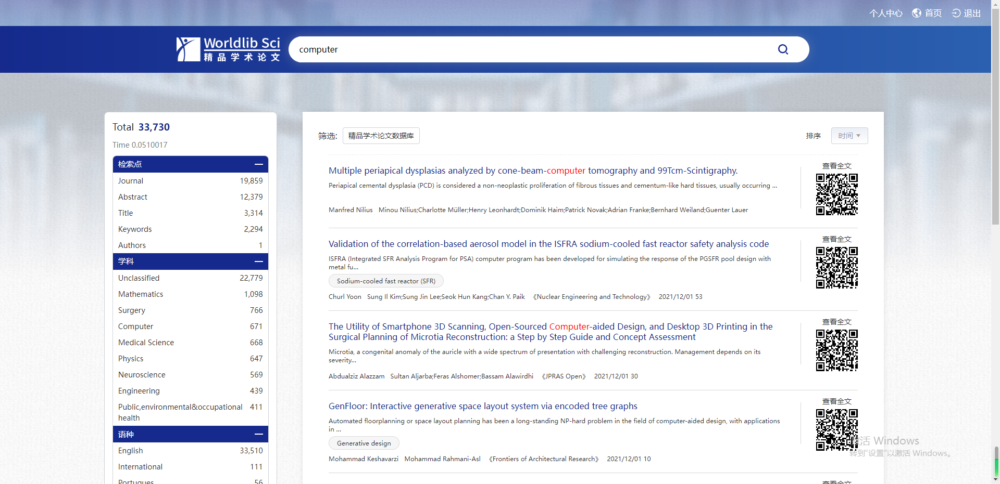 个人中心 首页 退出
Worldlib Sci
精品学术论文
computer
Total 33,730
Time 0.0510017
检索点
Journal 19,859
Abstract 12,379
Title 3,314
Keywords 2,294
Authors 1
学科
Unclassified 22,779
Mathematics 1,098
Surgery 766
Computer 671
Medical Science 668
Physics 647
Neuroscience 569
Engineering 439
Public,environmental&occupational 411
health
语种
English 33,510
International 111
Portugues 56
筛选: 精品学术论文数据库 排序 时间
Multiple periapical dysplasias analyzed by cone-beam-computer tomography and 99Tcm-Scintigraphy.
查看全文
Periapical cemental dysplasia (PCD) is considered a non-neoplastic proliferation of fibrous tissues and cementum-like hard tissues, usually occurring ...
Manfred Nilius Minou Nilius;Charlotte Müller;Henry Leonhardt;Dominik Haim;Patrick Novak;Adrian Franke;Bernhard Weiland;Guenter Lauer
Validation of the correlation-based aerosol model in the ISFRA sodium-cooled fast reactor safety analysis code
查看全文
ISFRA (Integrated SFR Analysis Program for PSA) computer program has been developed for simulating the response of the PGSFR pool design with
metal fu...
Sodium-cooled fast reactor (SFR)
Churl Yoon Sung Il Kim;Sung Jin Lee;Seok Hun Kang;Chan Y. Paik 《Nuclear Engineering and Technology》 2021/12/01 53
The Utility of Smartphone 3D Scanning, Open-Sourced Computer-aided Design, and Desktop 3D Printing in the
Surgical Planning of Microtia Reconstruction: a Step by Step Guide and Concept Assessment
查看全文
Microtia, a congenital anomaly of the auricle with a wide spectrum of presentation with challenging reconstruction. Management depends on its
severity...
Abdualziz Alazzam Sultan Aljarba;Feras Alshomer;Bassam Alawirdhi 《JPRAS Open》 2021/12/01 30
GenFloor: Interactive generative space layout system via encoded tree graphs
查看全文
Automated floorplanning or space layout planning has been a long-standing NP-hard problem in the field of computer-aided design, with applications
in ...
Generative design
Mohammad Keshavarzi Mohammad Rahmani-Asl 《Frontiers of Architectural Research》 2021/12/01 10
查看全文
激活 Windows
转到"设置"以激活 Windows。